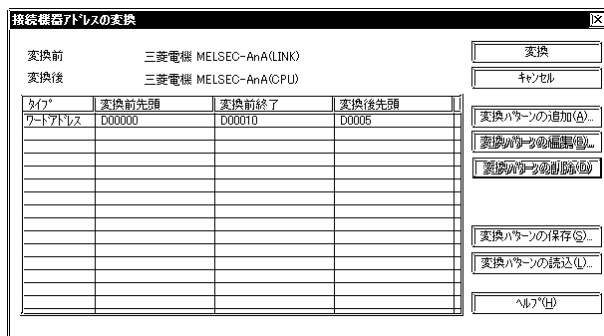 接続機器ｱﾄﾞﾚｽの変換
変換前 三菱電機 MELSEC-AnA(LINK)
変換後 三菱電機 MELSEC-AnA(CPU)
変換
ｷｬﾝｾﾙ
ﾀｲﾌﾟ 変換前先頭 変換前終了 変換後先頭
ﾜｰﾄﾞｱﾄﾞﾚｽ D00000 D00010 D0005
変換ﾊﾟﾀｰﾝの追加(A)...
変換ﾊﾟﾀｰﾝの編集(E)...
変換ﾊﾟﾀｰﾝの削除(D)
変換ﾊﾟﾀｰﾝの保存(S)...
変換ﾊﾟﾀｰﾝの読込(L)...
ﾍﾙﾌﾟ(H)